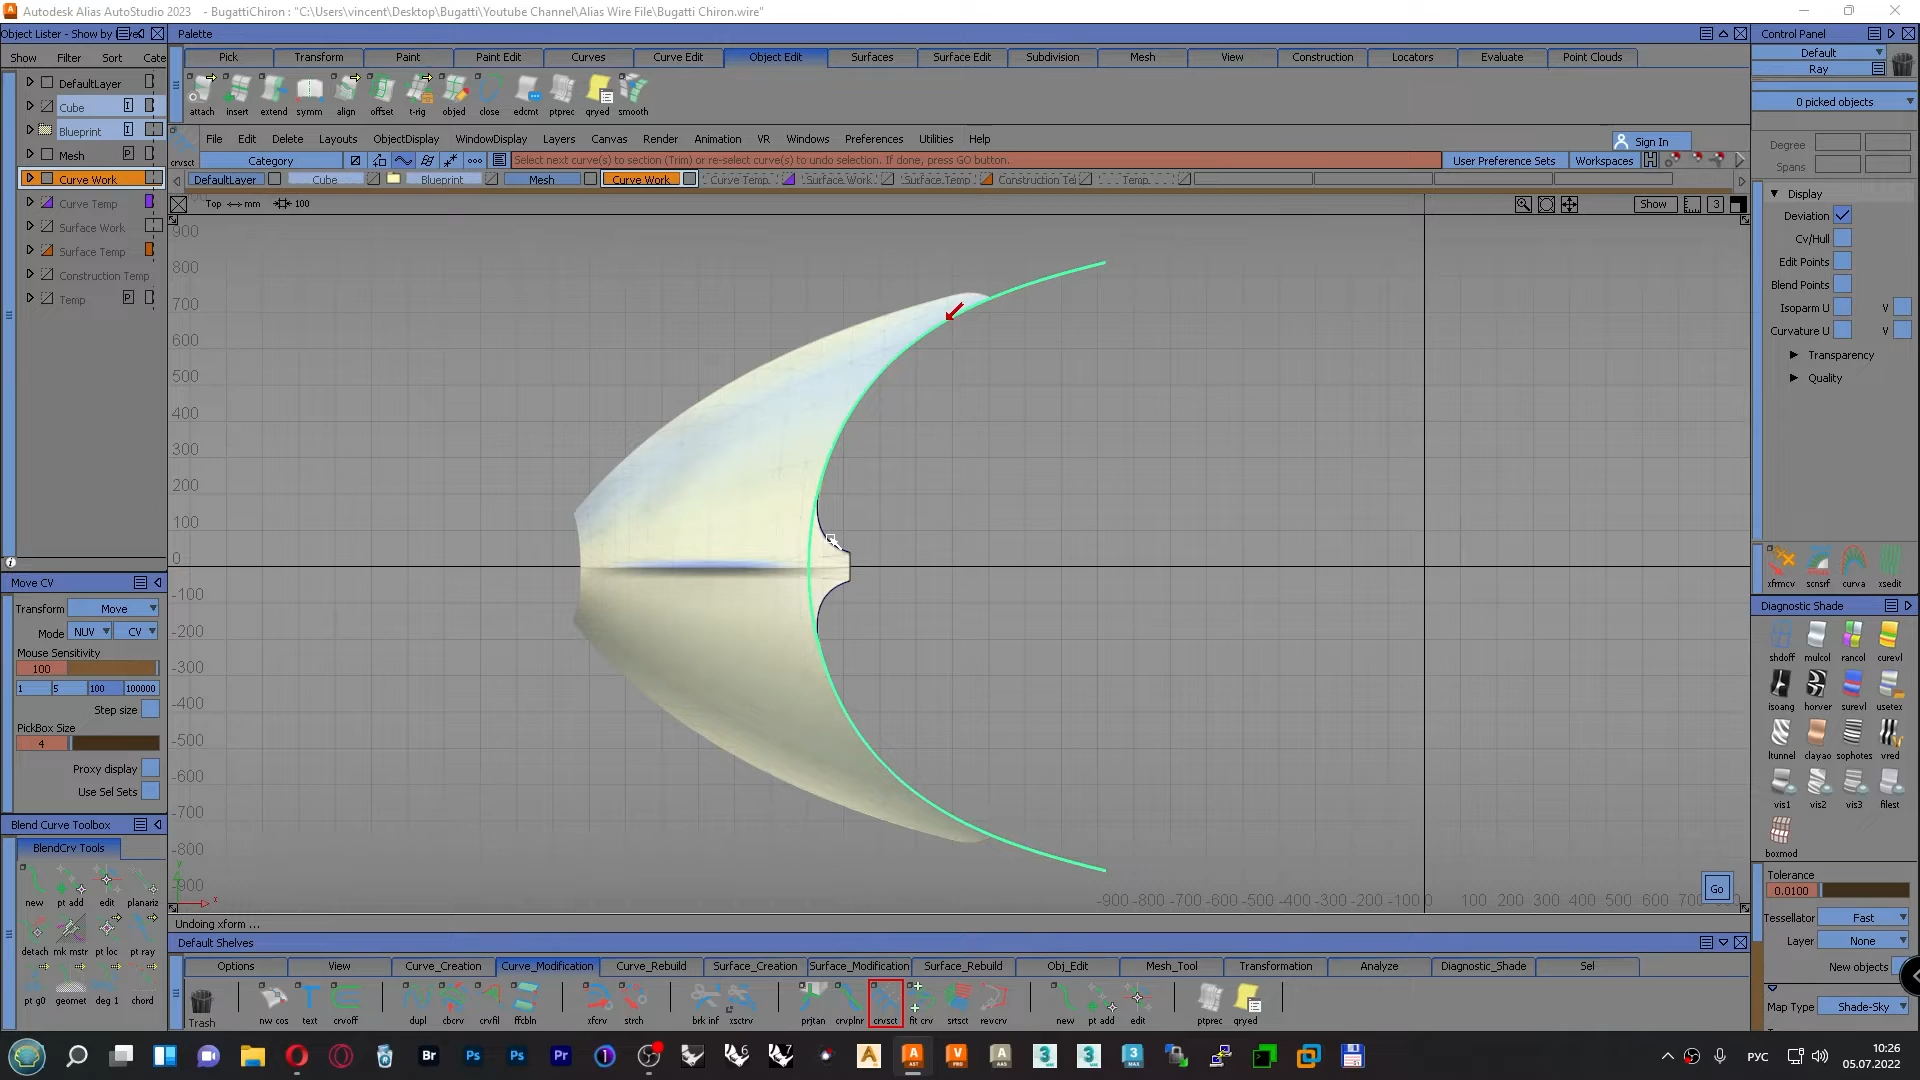 Autodesk Alias AutoStudio 2023 - BugattiChiron : "C:\Users\vincent\Desktop\Bugatti\Youtube Channel\Alias Wire File\Bugatti Chiron.wire"
Object Lister - Show by
Palette
Control Panel
Show Filter Sort Cate
Pick Transform Paint Paint Edit Curves Curve Edit Object Edit Surfaces Surface Edit Subdivision Mesh View Construction Locators Evaluate Point Clouds
Default
Ray
DefaultLayer
Cube
Blueprint
Mesh
Curve Work
Curve Temp
Surface Work
Surface Temp
Construction Temp
Temp
attach insert extend symm align offset t-rig objed close edcmt ptprec qryed smooth
0 picked objects
File Edit Delete Layouts ObjectDisplay WindowDisplay Layers Canvas Render Animation VR Windows Preferences Utilities Help
Sign In
crvsct
Category
Select next curve(s) to section (Trim) or re-select curve(s) to undo selection. If done, press GO button.
User Preference Sets Workspaces
DefaultLayer Cube Blueprint Mesh Curve Work Curve Temp Surface Work Surface Temp Construction Te Temp
Top <-> mm 100
Show 3
Degree
Spans
Display
Deviation
Cv/Hull
Edit Points
Blend Points
Isoparm U V
Curvature U V
Transparency
Quality
900
800
700
600
500
400
300
200
100
0
-100
-200
-300
-400
-500
-600
-700
-800
-900
-900 -800 -700 -600 -500 -400 -300 -200 -100 0 100 200 300 400 500 600
x
Go
xfrmcv scnsrf curva xsedit
Move CV
Transform Move
Mode NUV CV
Mouse Sensitivity
100
1 5 100 100000
Step size
PickBox Size
4
Proxy display
Use Sel Sets
Blend Curve Toolbox
BlendCrv Tools
new pt add edit planariz
detach mk mstr pt loc pt ray
pt g0 geomet deg 1 chord
Diagnostic Shade
shdoff mulcol rancol curevl
isoang horver surevl usetex
ltunnel clayao sophotes vred
vis1 vis2 vis3 filest
boxmod
Tolerance
0.0100
Tessellator Fast
Layer None
New objects
Map Type Shade-Sky
Undoing xform ...
Default Shelves
Options View Curve_Creation Curve_Modification Curve_Rebuild Surface_Creation Surface_Modification Surface_Rebuild Obj_Edit Mesh_Tool Transformation Analyze Diagnostic_Shade Sel
Trash nw cos text crvoff dupl cbcrv crvfil ffcbln xfcrv strch brk inf xsctrv prjtan crvplnr crvsct fit crv srtsct revcrv new pt add edit ptprec qryed
Br Ps Ps Pr
РУС
10:26
05.07.2022